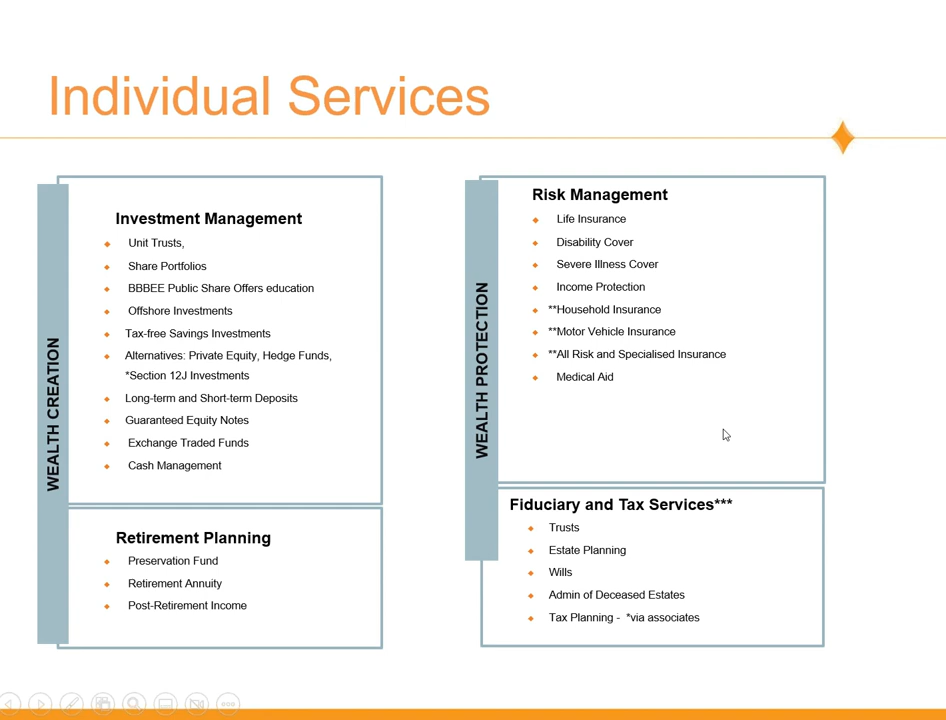 Individual Services
WEALTH CREATION
Investment Management
Unit Trusts,
Share Portfolios
BBBEE Public Share Offers education
Offshore Investments
Tax-free Savings Investments
Alternatives: Private Equity, Hedge Funds,
*Section 12J Investments
Long-term and Short-term Deposits
Guaranteed Equity Notes
Exchange Traded Funds
Cash Management
Retirement Planning
Preservation Fund
Retirement Annuity
Post-Retirement Income
WEALTH PROTECTION
Risk Management
Life Insurance
Disability Cover
Severe Illness Cover
Income Protection
**Household Insurance
**Motor Vehicle Insurance
**All Risk and Specialised Insurance
Medical Aid
Fiduciary and Tax Services***
Trusts
Estate Planning
Wills
Admin of Deceased Estates
Tax Planning - *via associates